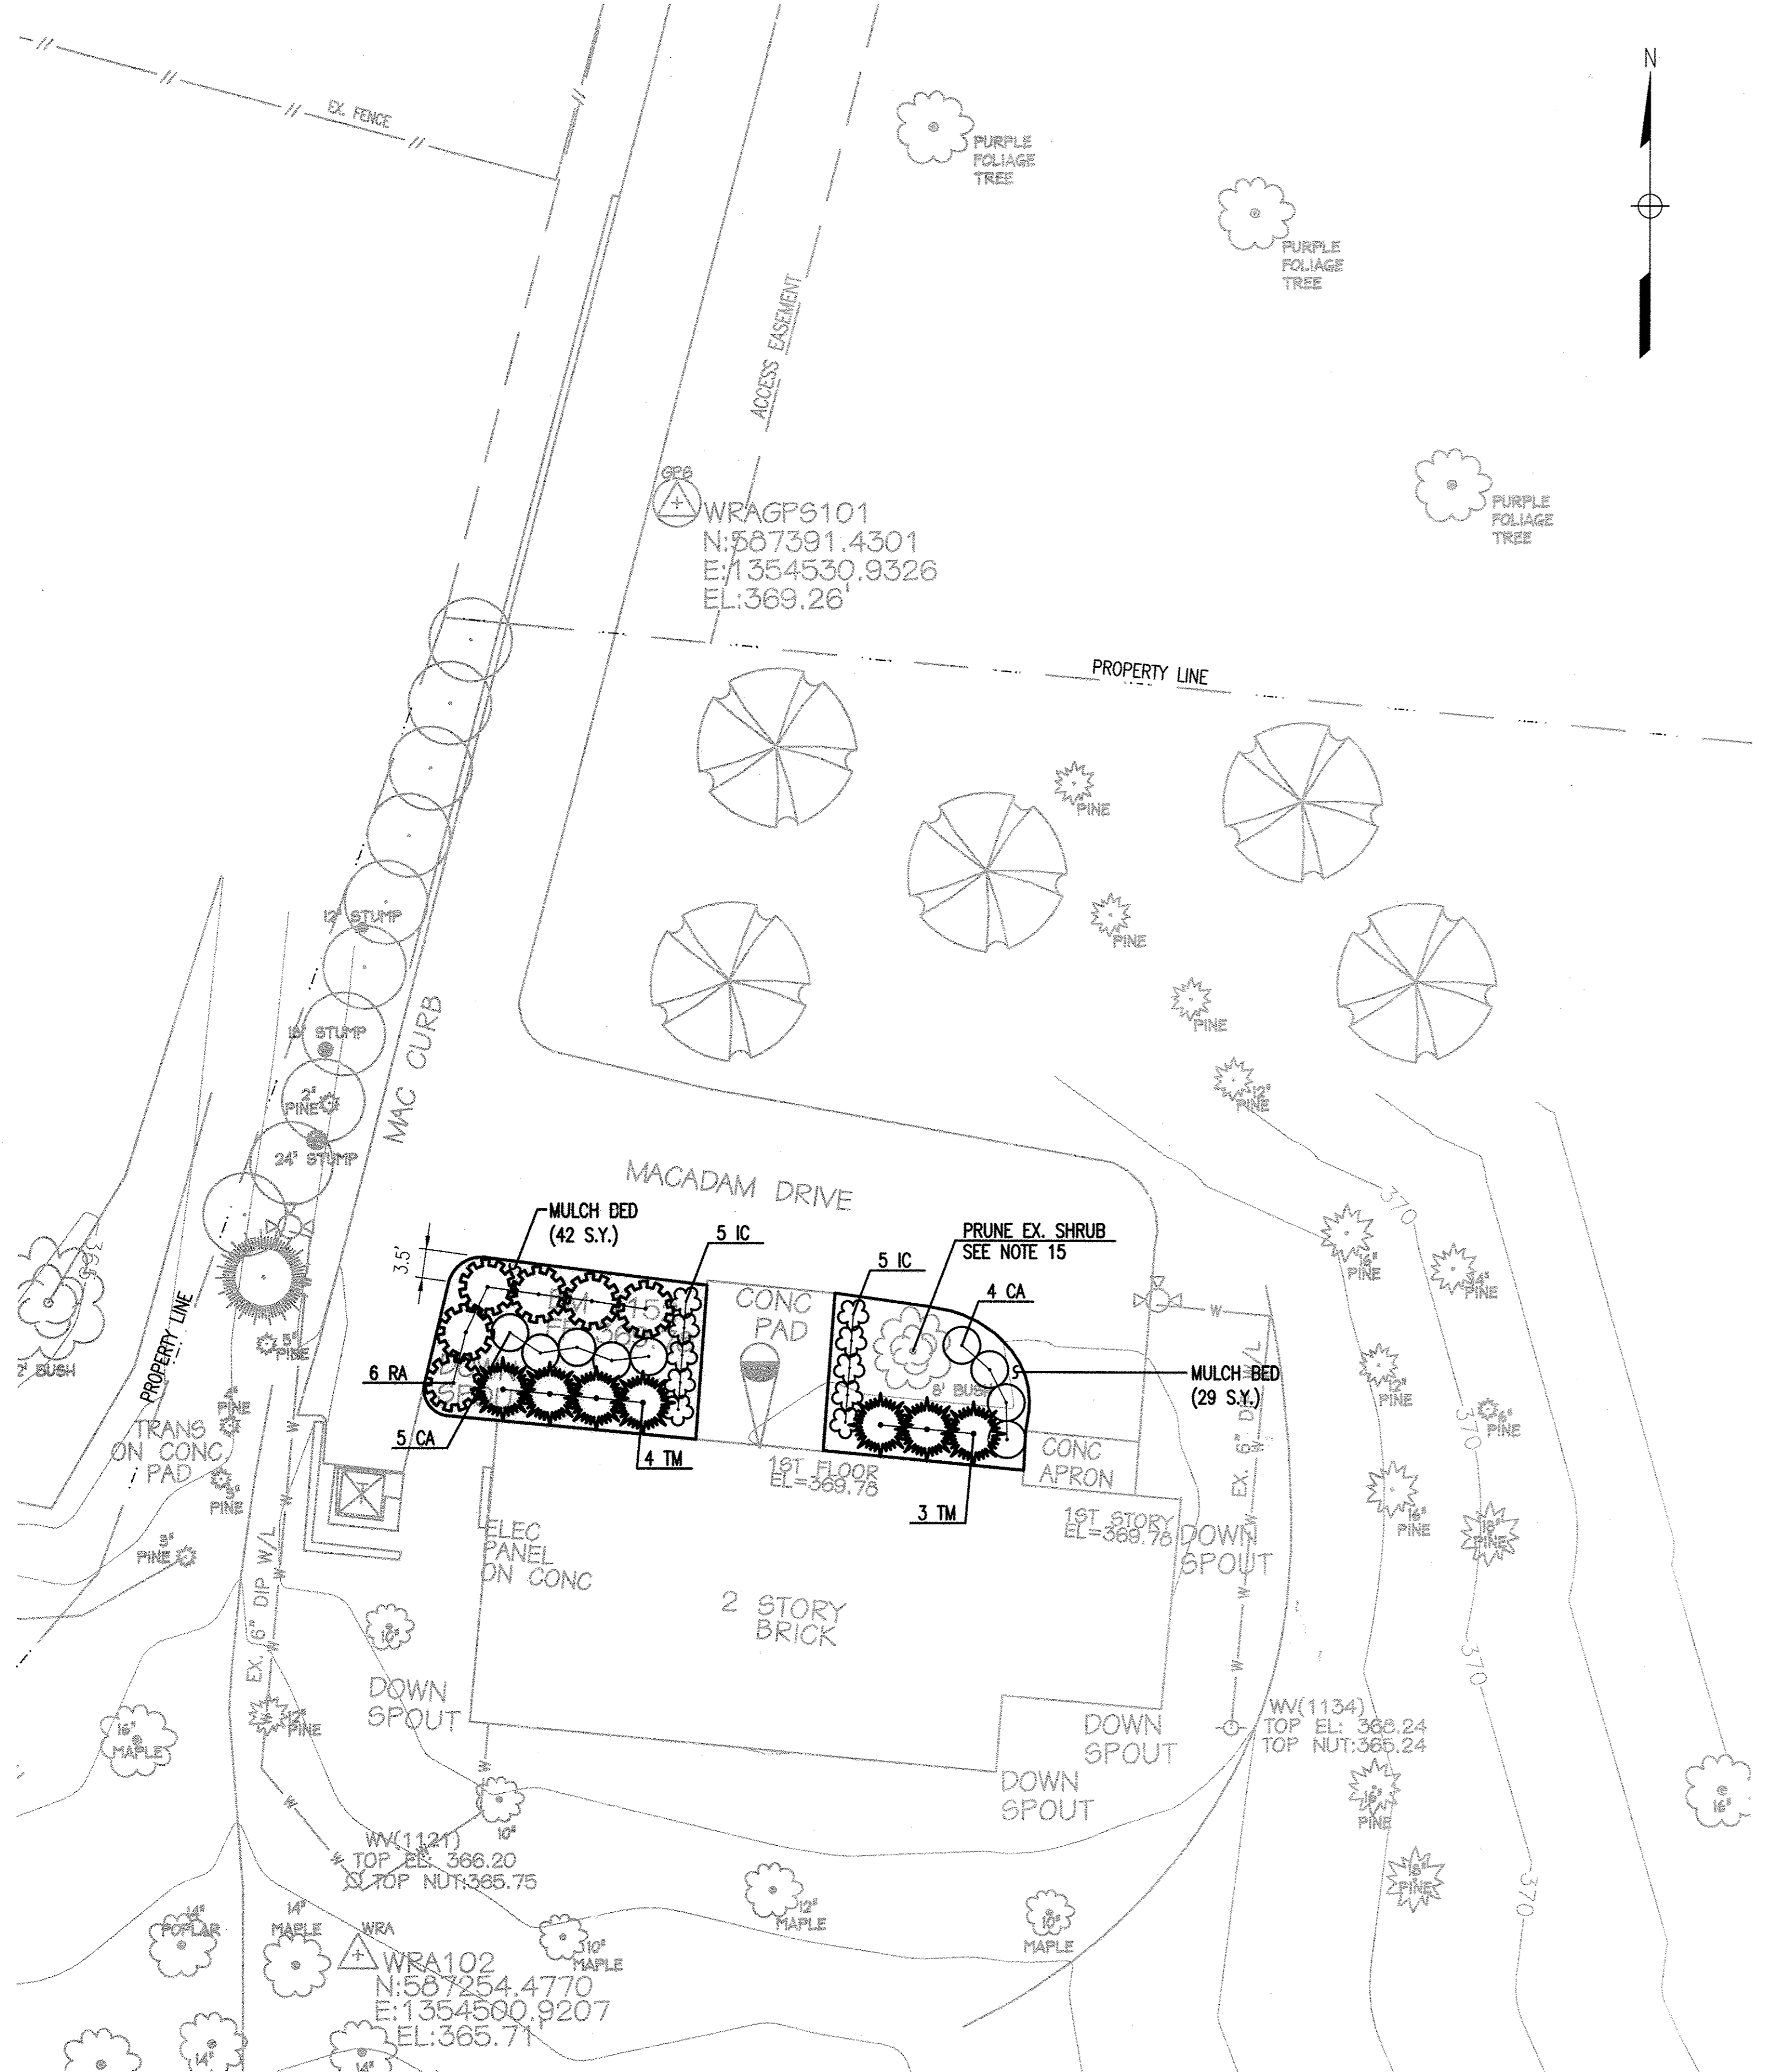 EX. FENCE
N
PURPLE
FOLIAGE
TREE
PURPLE
FOLIAGE
TREE
ACCESS EASEMENT
PURPLE
FOLIAGE
TREE
GPS
WRAGPS101
N:587391.4301
E:1354530.9326
EL:369.26'
PROPERTY LINE
PINE
PINE
PINE
12"
PINE
12" STUMP
18" STUMP
2"
PINE
24" STUMP
MAC CURB
MACADAM DRIVE
370
MULCH BED
(42 S.Y.)
3.5'
5 IC
5 IC
PRUNE EX. SHRUB
SEE NOTE 15
4 CA
CONC
PAD
8' BUSH
MULCH BED
(29 S.Y.)
6 RA
5 CA
4 TM
3 TM
1ST FLOOR
EL=369.78
CONC
APRON
1ST STORY
EL=369.78
DOWN
SPOUT
W
EX. 6" DIP W/L
16"
PINE
14"
PINE
12"
PINE
6"
PINE
370
16"
PINE
18"
PINE
2' BUSH
PROPERTY LINE
5"
PINE
4"
PINE
TRANS
ON CONC.
PAD
3"
PINE
T
3"
PINE
EX. 6" DIP W/L
W
ELEC
PANEL
ON CONC
2 STORY
BRICK
10"
DOWN
SPOUT
12"
PINE
16"
MAPLE
370
WV(1134)
TOP EL: 368.24
TOP NUT:365.24
DOWN
SPOUT
DOWN
SPOUT
16"
PINE
16"
10"
WV(1121)
TOP EL: 366.20
TOP NUT:365.75
18"
PINE
370
14"
POPLAR
14"
MAPLE
WRA
WRA102
N:587254.4770
E:1354500.9207
EL:365.71'
10"
MAPLE
12"
MAPLE
10"
MAPLE
14"
14"